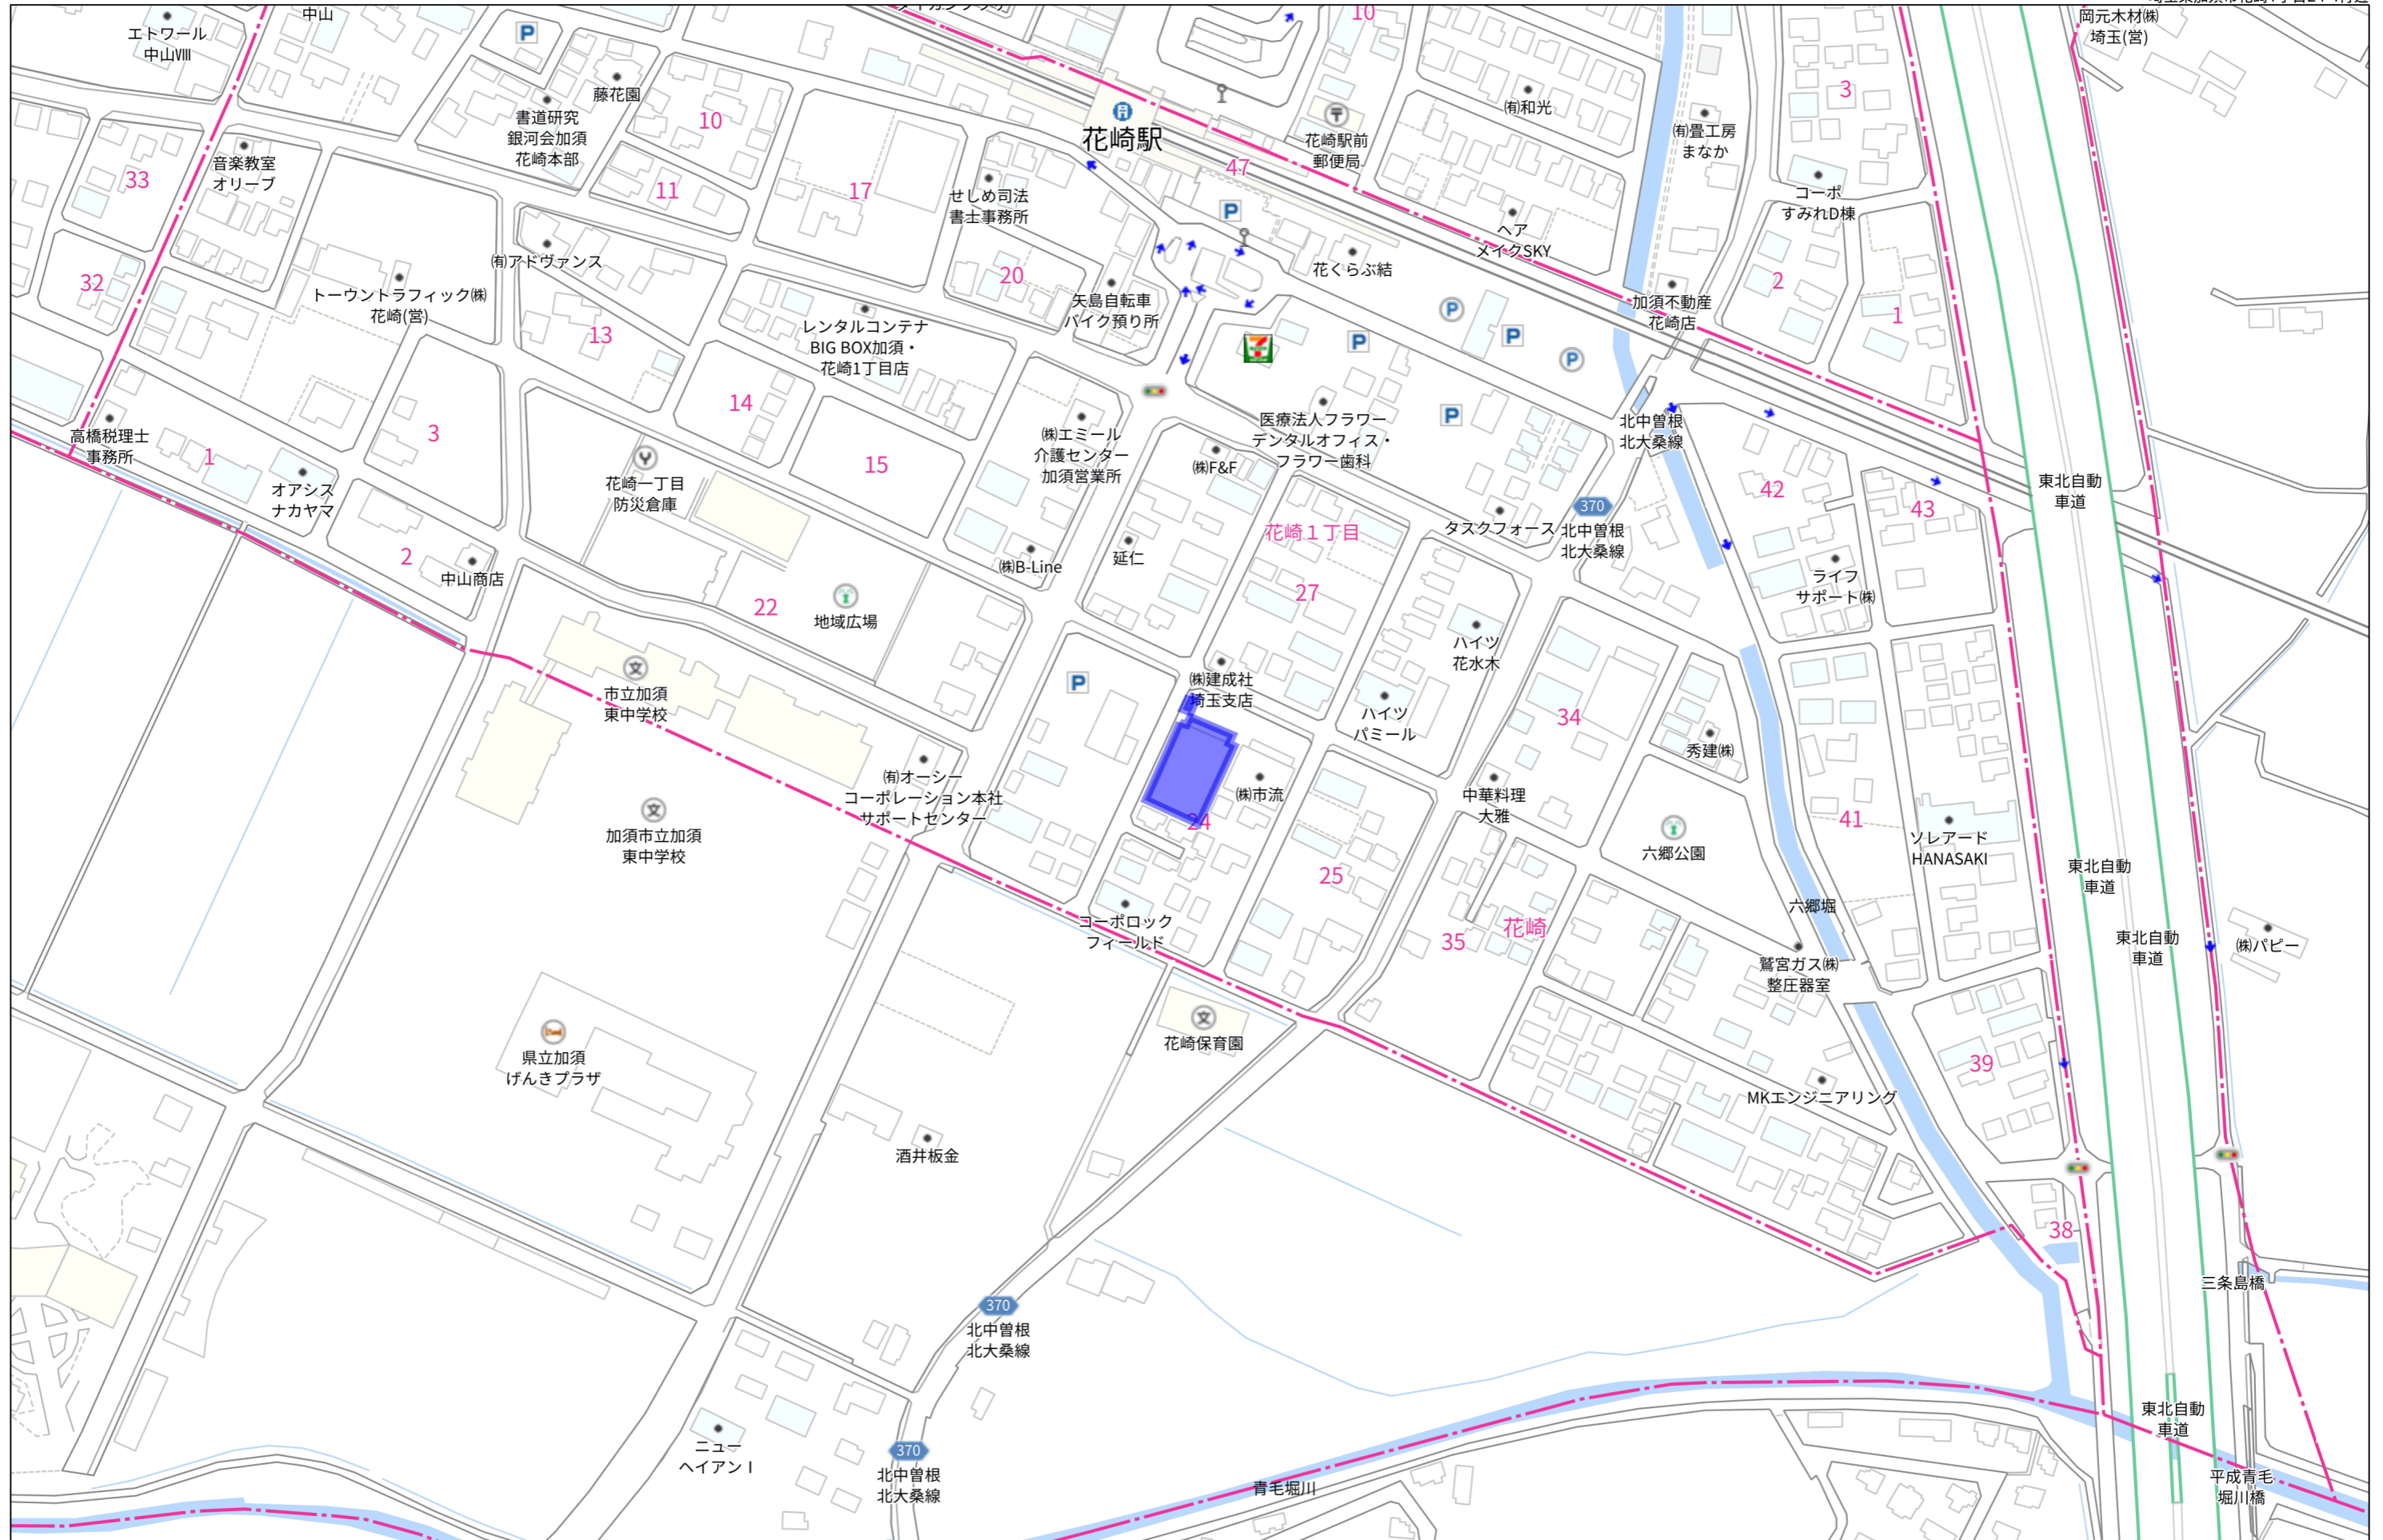 エトワール
中山Ⅷ
中山
P
藤花園
書道研究
銀河会加須
花崎本部
10
11
17
音楽教室
オリーブ
33
32
花崎駅
47
10
花崎駅前
郵便局
㈲和光
㈲畳工房
まなか
3
岡元木材㈱
埼玉(営)
コーポ
すみれD棟
せしめ司法
書士事務所
P
ヘア
メイクSKY
花くらぶ結
㈲アドヴァンス
トーウントラフィック㈱
花崎(営)
20
矢島自転車
バイク預り所
レンタルコンテナ
BIG BOX加須・
花崎1丁目店
13
14
15
P
P
P
P
P
加須不動産
花崎店
2
1
高橋税理士
事務所
1
3
オアシス
ナカヤマ
花崎一丁目
防災倉庫
㈱エミール
介護センター
加須営業所
㈱F&F
医療法人フラワー
デンタルオフィス・
フラワー歯科
北中曽根
北大桑線
東北自動
車道
42
43
370
北中曽根
北大桑線
タスクフォース
花崎1丁目
延仁
㈱B-Line
2
中山商店
22
地域広場
27
ライフ
サポート㈱
ハイツ
花水木
文
市立加須
東中学校
P
㈱建成社
埼玉支店
ハイツ
パミール
34
秀建㈱
㈲オーシー
コーポレーション本社
サポートセンター
㈱市流
24
中華料理
大雅
文
加須市立加須
東中学校
六郷公園
41
ソレアード
HANASAKI
東北自動
車道
25
コーポロック
フィールド
35
花崎
六郷堀
鷲宮ガス㈱
整圧器室
東北自動
車道
㈱パピー
県立加須
げんきプラザ
文
花崎保育園
39
MKエンジニアリング
酒井板金
38
三条島橋
370
北中曽根
北大桑線
ニュー
ヘイアンⅠ
370
北中曽根
北大桑線
青毛堀川
東北自動
車道
平成青毛
堀川橋